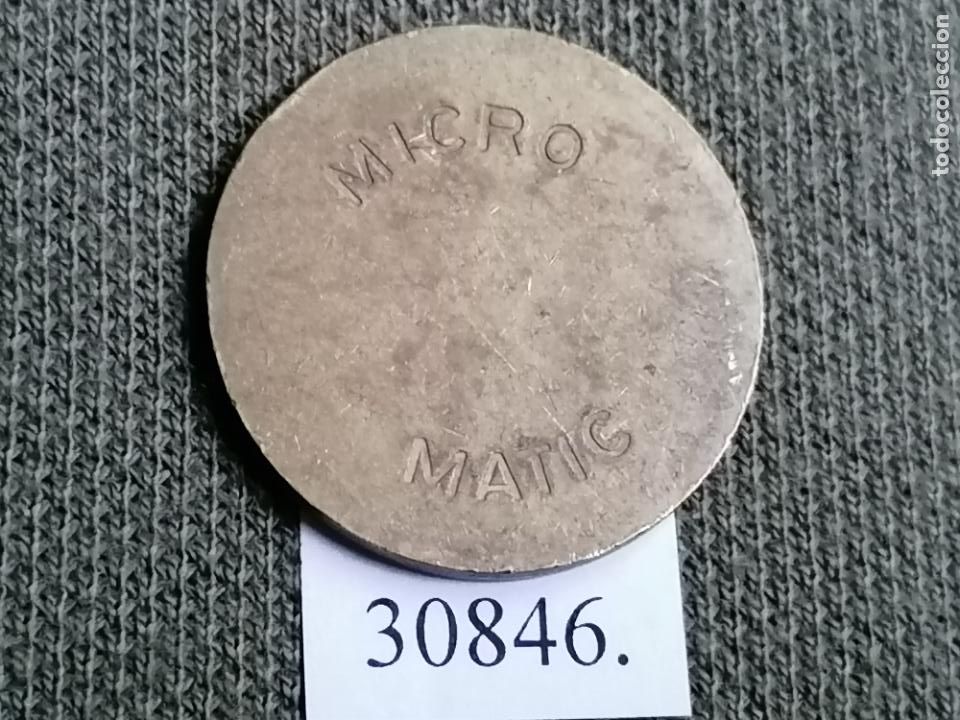 MICRO
MATIC
30846.
todocoleccion